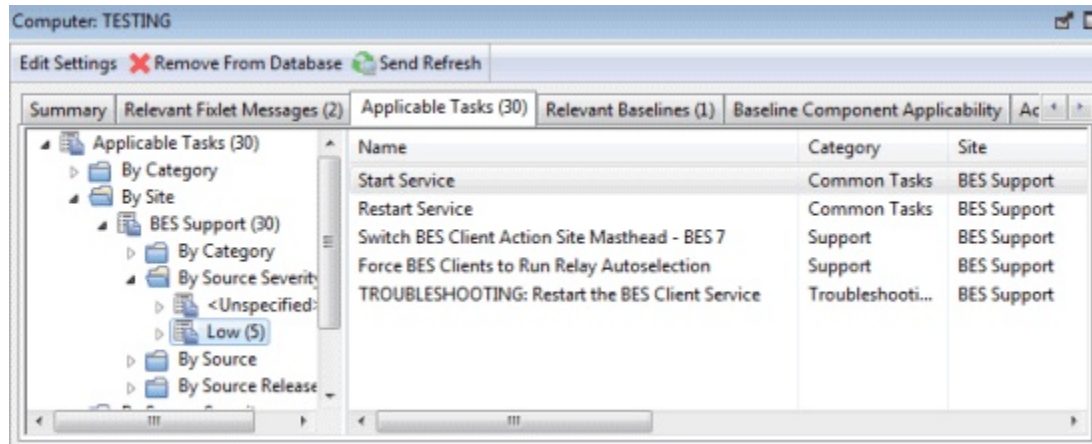 Computer: TESTING
Edit Settings Remove From Database Send Refresh
Summary Relevant Fixlet Messages (2) Applicable Tasks (30) Relevant Baselines (1) Baseline Component Applicability Ac
Applicable Tasks (30)
By Category
By Site
BES Support (30)
By Category
By Source Severity
<Unspecified>
Low (5)
By Source
By Source Release
Name Category Site
Start Service Common Tasks BES Support
Restart Service Common Tasks BES Support
Switch BES Client Action Site Masthead - BES 7 Support BES Support
Force BES Clients to Run Relay Autoselection Support BES Support
TROUBLESHOOTING: Restart the BES Client Service Troubleshooti... BES Support